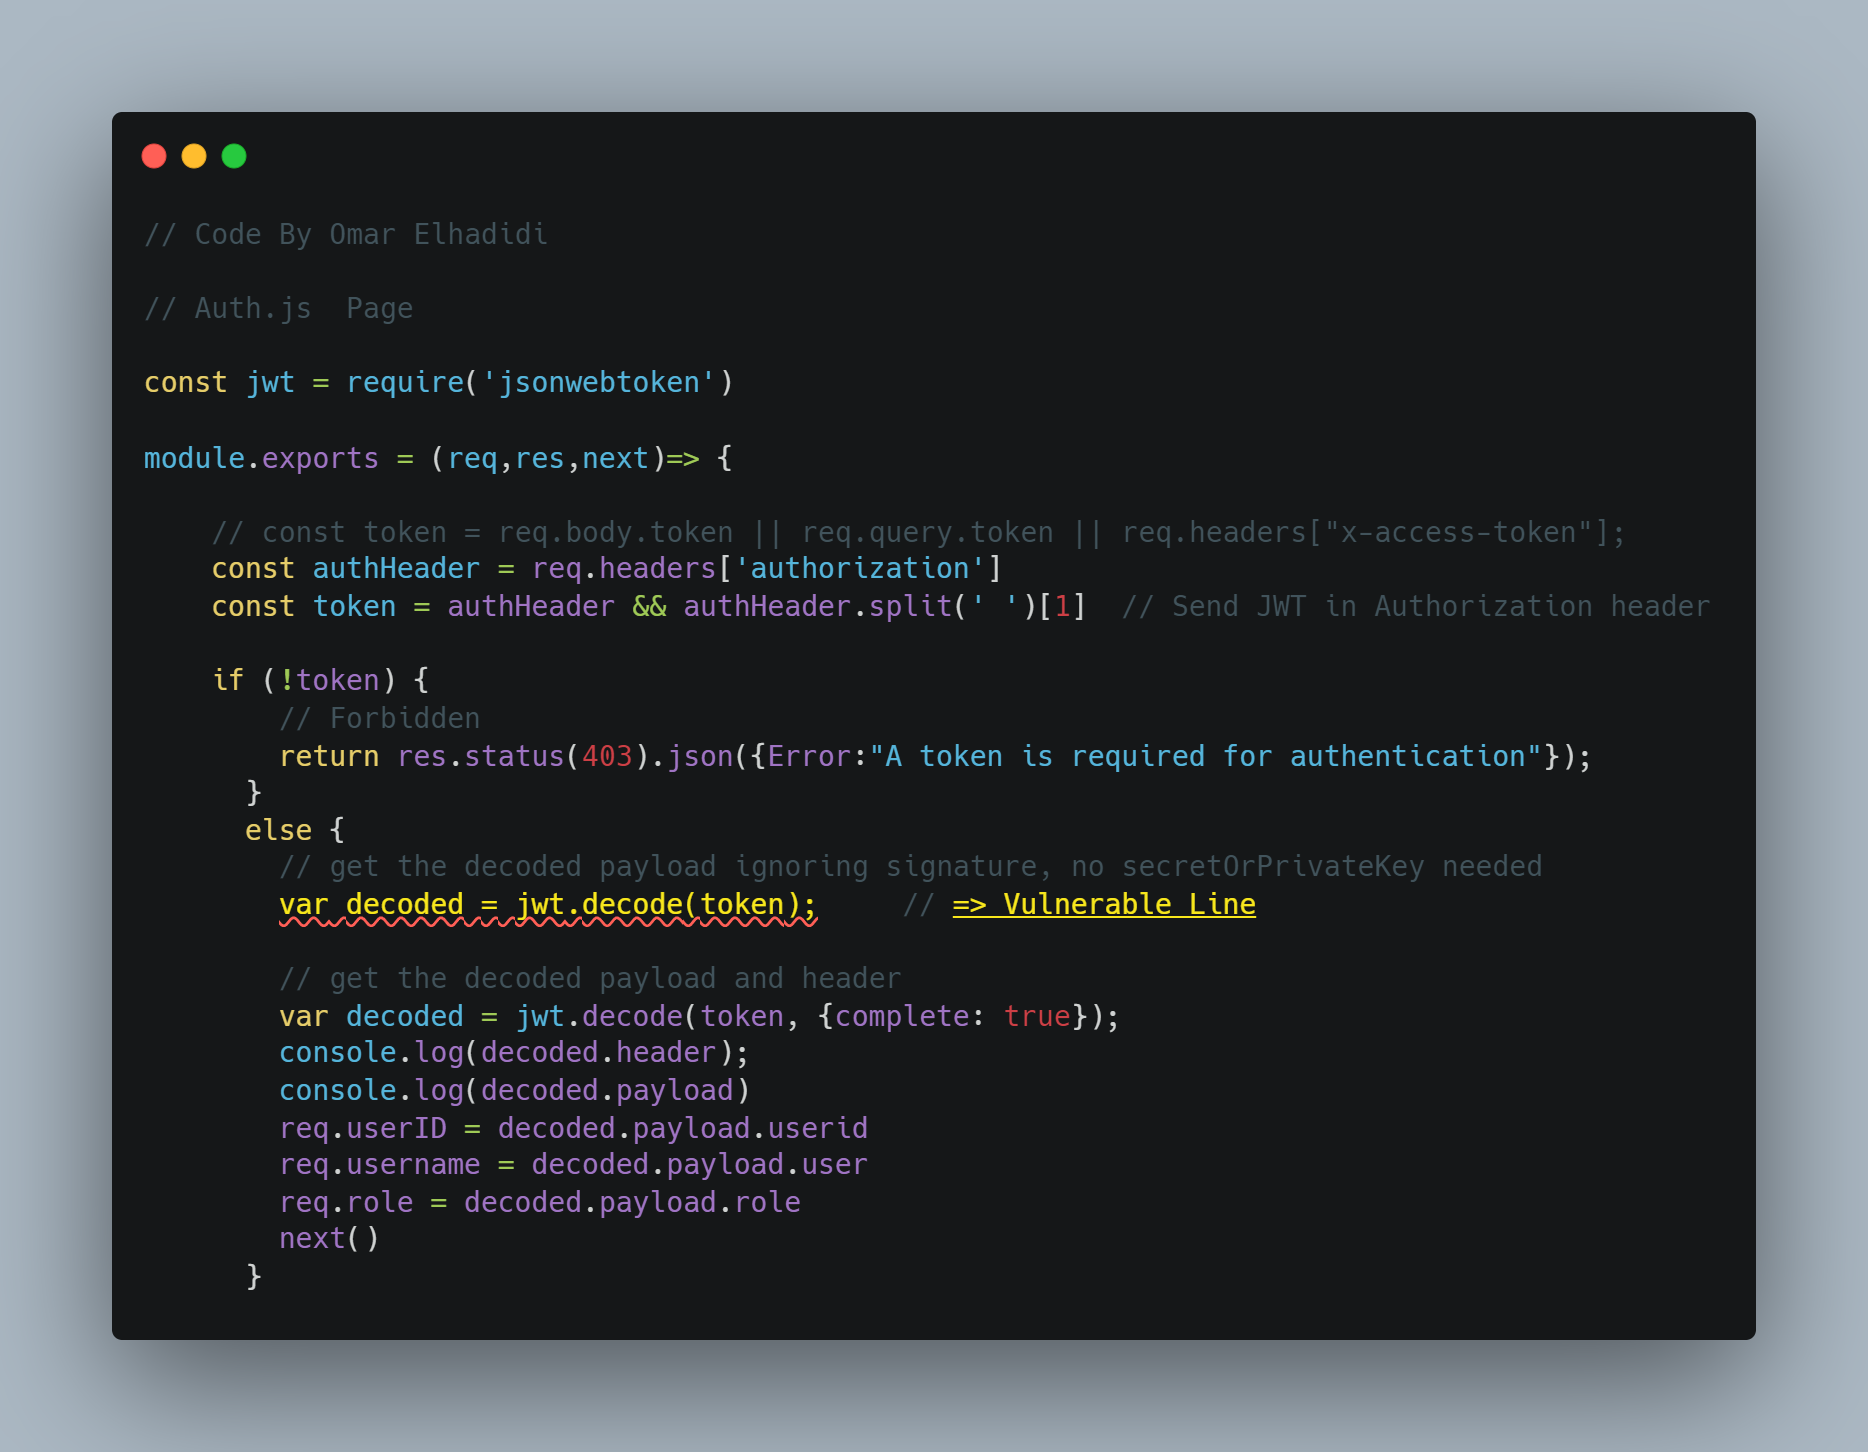 // Code By Omar Elhadidi
// Auth.js  Page
const jwt = require('jsonwebtoken')
module.exports = (req,res,next)=> {
    // const token = req.body.token || req.query.token || req.headers["x-access-token"];
    const authHeader = req.headers['authorization']
    const token = authHeader && authHeader.split(' ')[1]  // Send JWT in Authorization header
    if (!token) {
        // Forbidden
        return res.status(403).json({Error:"A token is required for authentication"});
      }
      else {
        // get the decoded payload ignoring signature, no secretOrPrivateKey needed
        var decoded = jwt.decode(token);     // => Vulnerable Line
        // get the decoded payload and header
        var decoded = jwt.decode(token, {complete: true});
        console.log(decoded.header);
        console.log(decoded.payload)
        req.userID = decoded.payload.userid
        req.username = decoded.payload.user
        req.role = decoded.payload.role
        next()
      }